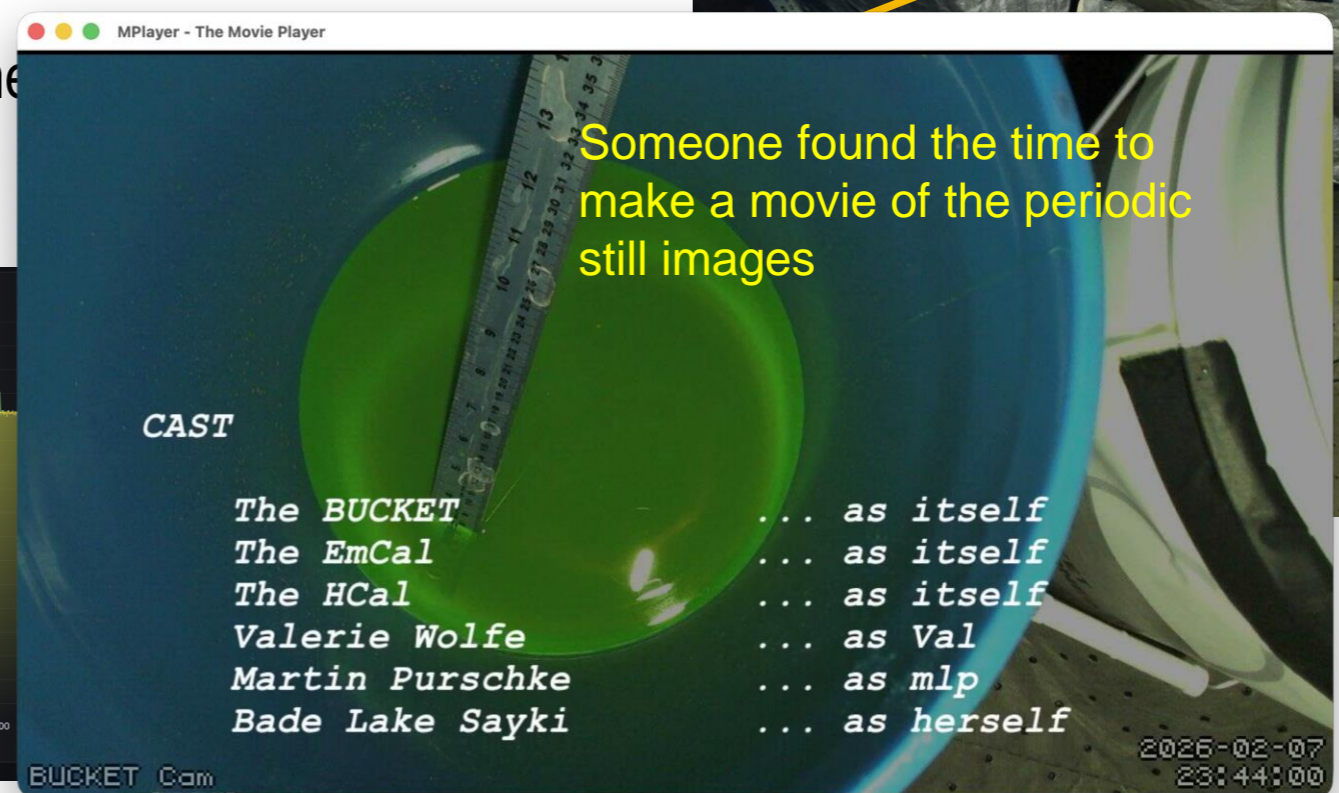 MPlayer - The Movie Player
Someone found the time to
make a movie of the periodic
still images
CAST
The BUCKET ... as itself
The EmCal ... as itself
The HCal ... as itself
Valerie Wolfe ... as Val
Martin Purschke ... as mlp
Bade Lake Sayki ... as herself
2026-02-07
BUCKET Cam 23:44:00